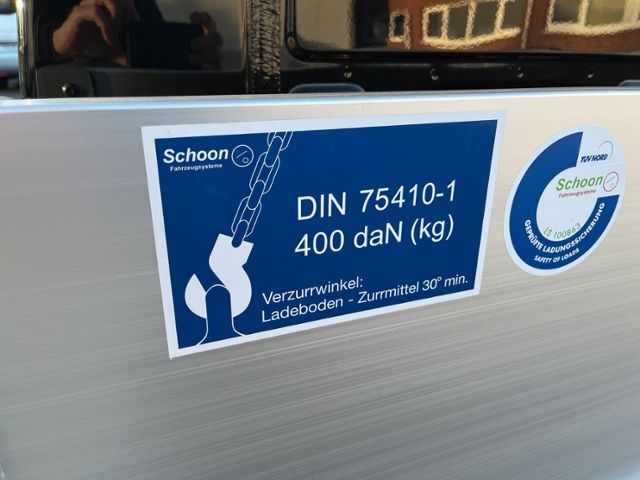 Schoon
Fahrzeugsysteme
DIN 75410-1
400 daN (kg)
Verzurrwinkel:
Ladeboden - Zurrmittel 30° min.
TÜV NORD
Schoon
Fahrzeugsysteme
GEPRÜFTE LADUNGSSICHERUNG
SAFETY OF LOADS